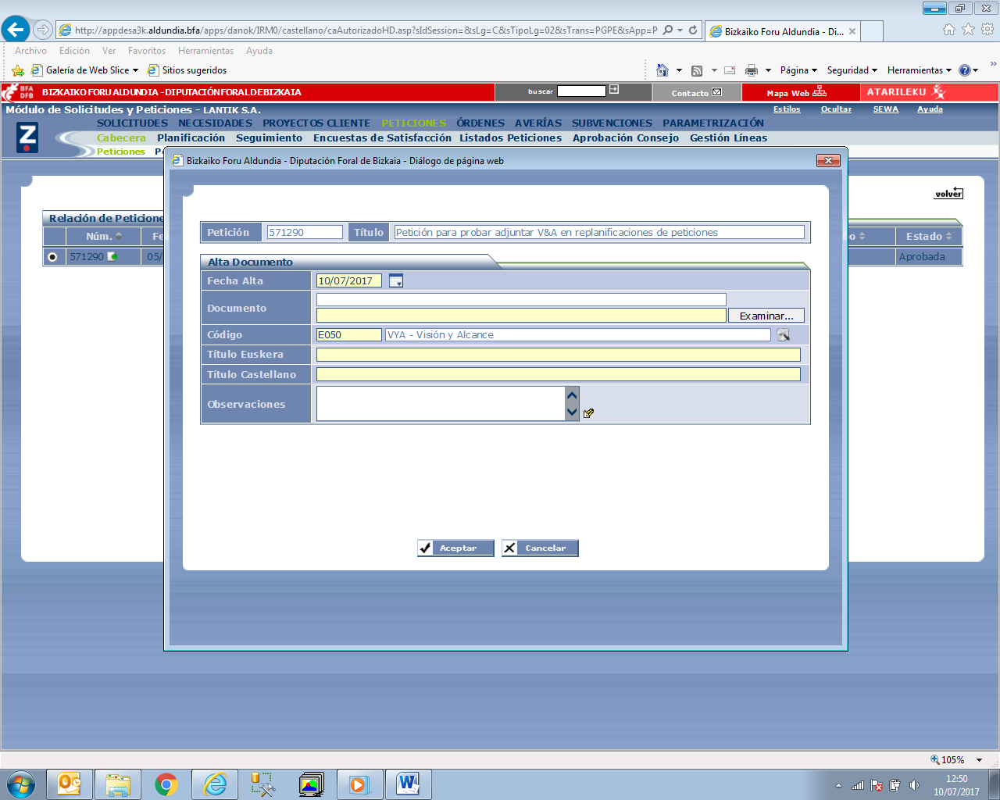 http://appdesa3k.aldundia.bfa/apps/danok/IRM0/castellano/caAutorizadoHD.asp?sIdSession=&sLg=C&sTipoLg=02&sTrans=PGPE&sApp=P
Bizkaiko Foru Aldundia - Di...
Archivo Edición Ver Favoritos Herramientas Ayuda
Galería de Web Slice Sitios sugeridos
Página Seguridad Herramientas
BFA DFB BIZKAIKO FORU ALDUNDIA - DIPUTACIÓN FORAL DE BIZKAIA buscar Contacto Mapa Web ATARILEKU
Módulo de Solicitudes y Peticiones - LANTIK S.A. Estilos Ocultar SEWA Ayuda
SOLICITUDES NECESIDADES PROYECTOS CLIENTE PETICIONES ÓRDENES AVERÍAS SUBVENCIONES PARAMETRIZACIÓN
Cabecera Planificación Seguimiento Encuestas de Satisfacción Listados Peticiones Aprobación Consejo Gestión Líneas
Peticiones
Bizkaiko Foru Aldundia - Diputación Foral de Bizkaia - Diálogo de página web
volver
Relación de Peticione
Núm. Fe o Estado
571290 05/ Aprobada
Petición 571290 Título Petición para probar adjuntar V&A en replanificaciones de peticiones
Alta Documento
Fecha Alta 10/07/2017
Documento
Examinar...
Código E050 VYA - Visión y Alcance
Título Euskera
Título Castellano
Observaciones
Aceptar Cancelar
105%
12:50
10/07/2017